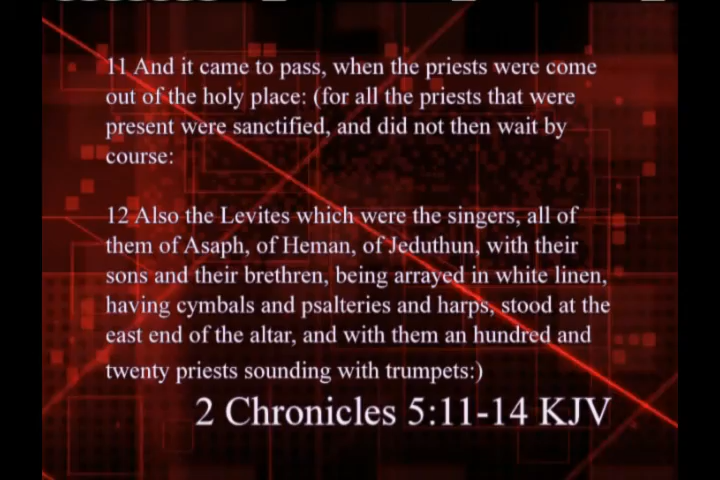 11 And it came to pass, when the priests were come
out of the holy place: (for all the priests that were
present were sanctified, and did not then wait by
course:
12 Also the Levites which were the singers, all of
them of Asaph, of Heman, of Jeduthun, with their
sons and their brethren, being arrayed in white linen,
having cymbals and psalteries and harps, stood at the
east end of the altar, and with them an hundred and
twenty priests sounding with trumpets:)
2 Chronicles 5:11-14 KJV